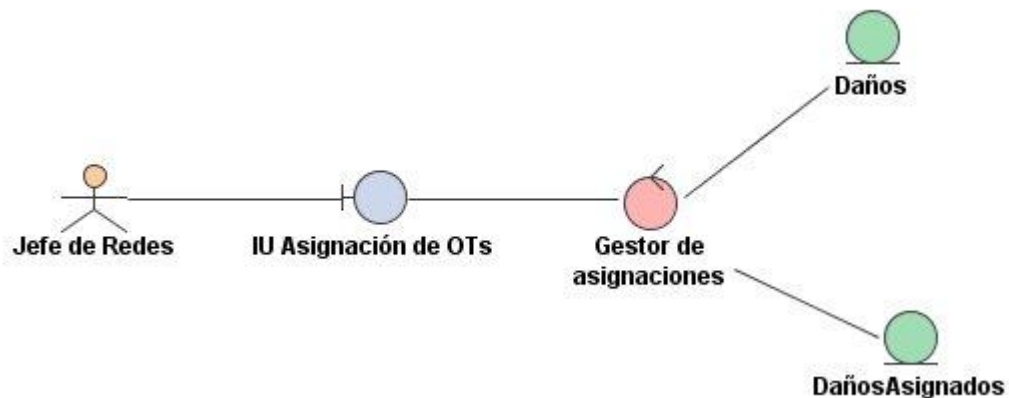 Daños
Jefe de Redes
IU Asignación de OTs
Gestor de
asignaciones
DañosAsignados